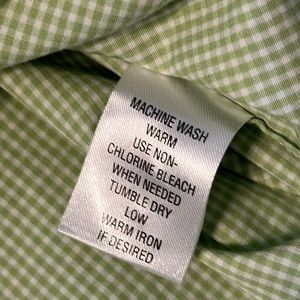 MACHINE WASH
WARM
USE NON-
CHLORINE BLEACH
WHEN NEEDED
TUMBLE DRY
LOW
WARM IRON
IF DESIRED